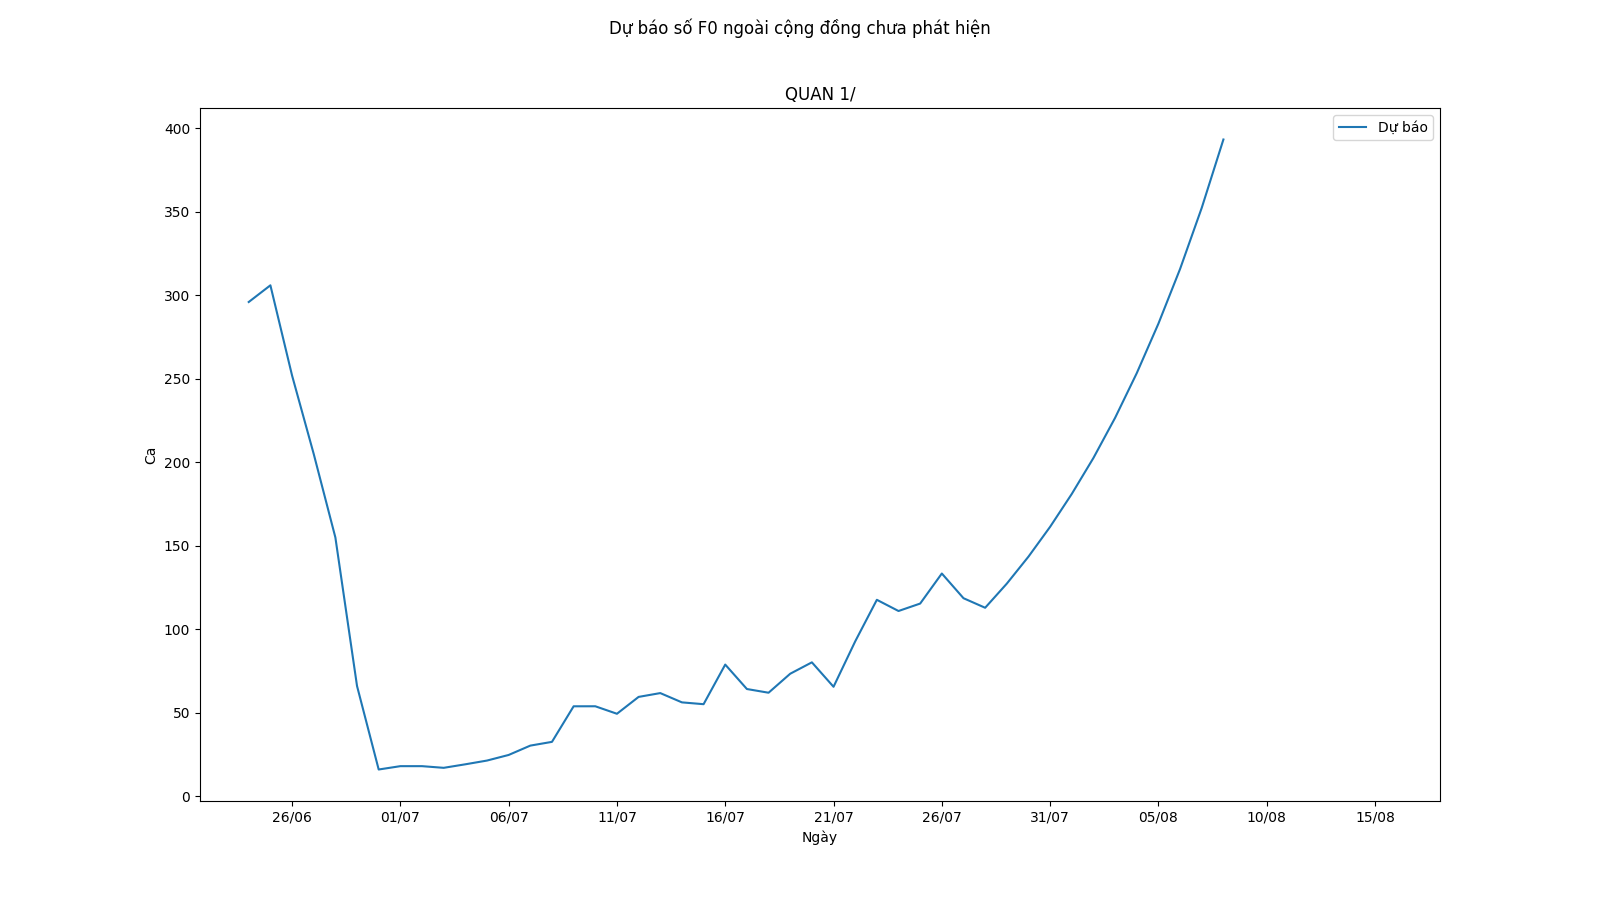 Dự báo số F0 ngoài cộng đồng chưa phát hiện
QUAN 1/
Dự báo
400
350
300
250
200
150
100
50
0
Ca
26/06 01/07 06/07 11/07 16/07 21/07 26/07 31/07 05/08 10/08 15/08
Ngày